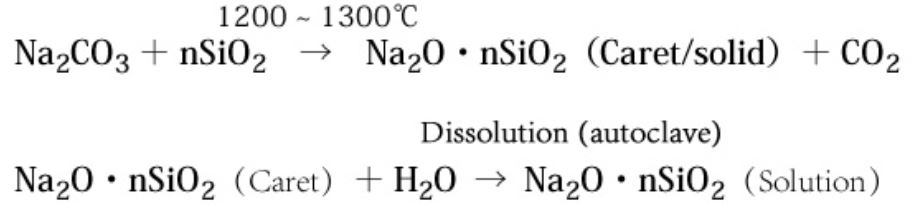 1200 ~ 1300℃
Na₂CO₃ + nSiO₂ → Na₂O · nSiO₂ (Caret/solid) + CO₂
Dissolution (autoclave)
Na₂O · nSiO₂ (Caret) + H₂O → Na₂O · nSiO₂ (Solution)